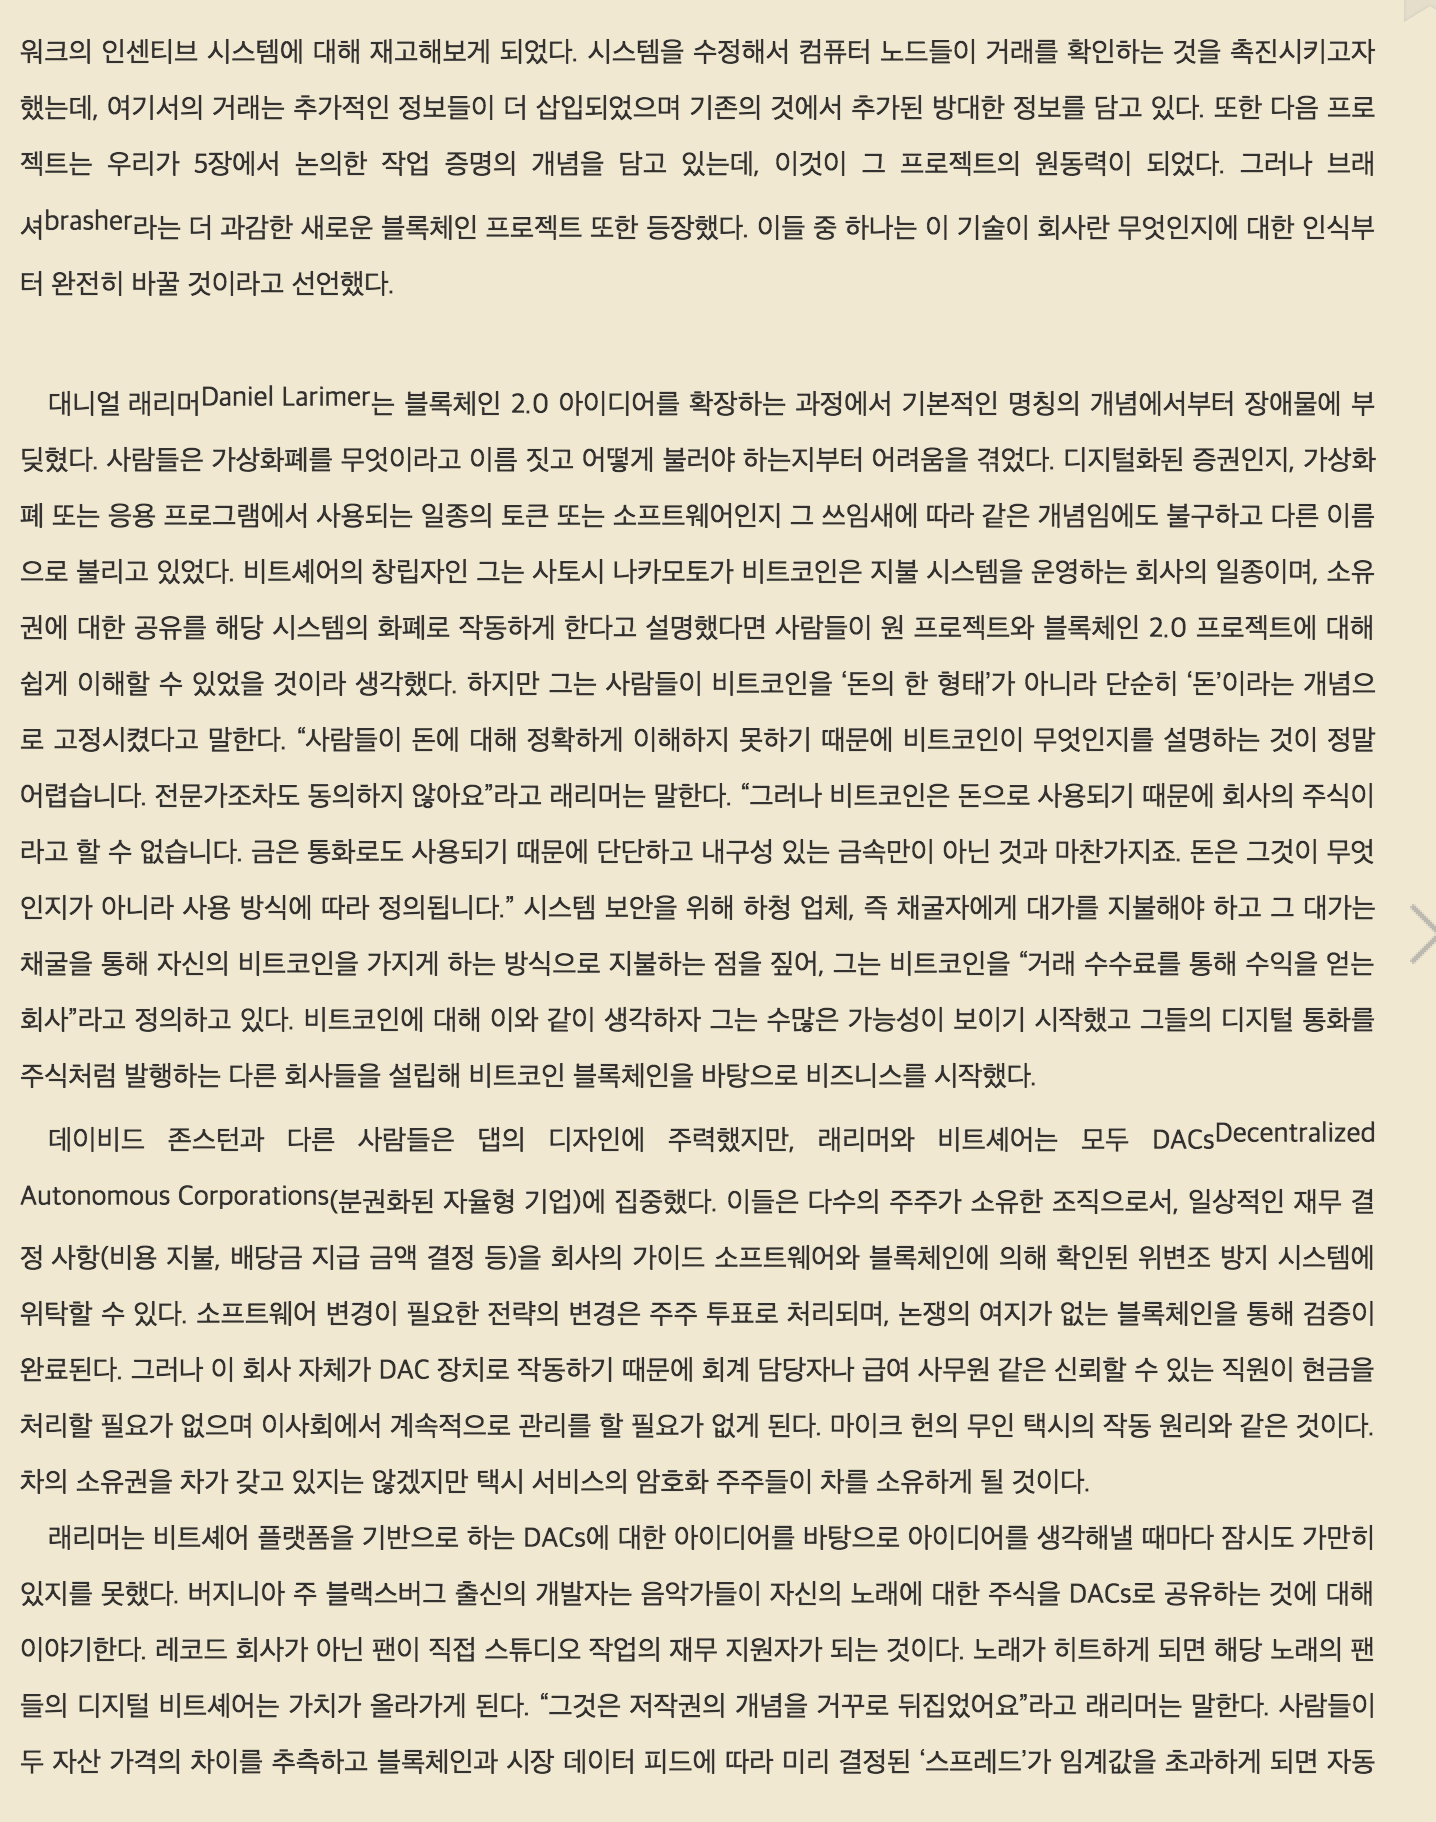 워크의 인센티브 시스템에 대해 재고해보게 되었다. 시스템을 수정해서 컴퓨터 노드들이 거래를 확인하는 것을 촉진시키고자
했는데, 여기서의 거래는 추가적인 정보들이 더 삽입되었으며 기존의 것에서 추가된 방대한 정보를 담고 있다. 또한 다음 프로
젝트는 우리가 5장에서 논의한 작업 증명의 개념을 담고 있는데, 이것이 그 프로젝트의 원동력이 되었다. 그러나 브래
셔brasher라는 더 과감한 새로운 블록체인 프로젝트 또한 등장했다. 이들 중 하나는 이 기술이 회사란 무엇인지에 대한 인식부
터 완전히 바꿀 것이라고 선언했다.
대니얼 래리머Daniel Larimer는 블록체인 2.0 아이디어를 확장하는 과정에서 기본적인 명칭의 개념에서부터 장애물에 부
딪혔다. 사람들은 가상화폐를 무엇이라고 이름 짓고 어떻게 불러야 하는지부터 어려움을 겪었다. 디지털화된 증권인지, 가상화
폐 또는 응용 프로그램에서 사용되는 일종의 토큰 또는 소프트웨어인지 그 쓰임새에 따라 같은 개념임에도 불구하고 다른 이름
으로 불리고 있었다. 비트셰어의 창립자인 그는 사토시 나카모토가 비트코인은 지불 시스템을 운영하는 회사의 일종이며, 소유
권에 대한 공유를 해당 시스템의 화폐로 작동하게 한다고 설명했다면 사람들이 원 프로젝트와 블록체인 2.0 프로젝트에 대해
쉽게 이해할 수 있었을 것이라 생각했다. 하지만 그는 사람들이 비트코인을 ‘돈의 한 형태’가 아니라 단순히 ‘돈’이라는 개념으
로 고정시켰다고 말한다. “사람들이 돈에 대해 정확하게 이해하지 못하기 때문에 비트코인이 무엇인지를 설명하는 것이 정말
어렵습니다. 전문가조차도 동의하지 않아요”라고 래리머는 말한다. “그러나 비트코인은 돈으로 사용되기 때문에 회사의 주식이
라고 할 수 없습니다. 금은 통화로도 사용되기 때문에 단단하고 내구성 있는 금속만이 아닌 것과 마찬가지죠. 돈은 그것이 무엇
인지가 아니라 사용 방식에 따라 정의됩니다.” 시스템 보안을 위해 하청 업체, 즉 채굴자에게 대가를 지불해야 하고 그 대가는
채굴을 통해 자신의 비트코인을 가지게 하는 방식으로 지불하는 점을 짚어, 그는 비트코인을 “거래 수수료를 통해 수익을 얻는
회사”라고 정의하고 있다. 비트코인에 대해 이와 같이 생각하자 그는 수많은 가능성이 보이기 시작했고 그들의 디지털 통화를
주식처럼 발행하는 다른 회사들을 설립해 비트코인 블록체인을 바탕으로 비즈니스를 시작했다.
데이비드 존스턴과 다른 사람들은 댑의 디자인에 주력했지만, 래리머와 비트셰어는 모두 DACsDecentralized
Autonomous Corporations(분권화된 자율형 기업)에 집중했다. 이들은 다수의 주주가 소유한 조직으로서, 일상적인 재무 결
정 사항(비용 지불, 배당금 지급 금액 결정 등)을 회사의 가이드 소프트웨어와 블록체인에 의해 확인된 위변조 방지 시스템에
위탁할 수 있다. 소프트웨어 변경이 필요한 전략의 변경은 주주 투표로 처리되며, 논쟁의 여지가 없는 블록체인을 통해 검증이
완료된다. 그러나 이 회사 자체가 DAC 장치로 작동하기 때문에 회계 담당자나 급여 사무원 같은 신뢰할 수 있는 직원이 현금을
처리할 필요가 없으며 이사회에서 계속적으로 관리를 할 필요가 없게 된다. 마이크 헌의 무인 택시의 작동 원리와 같은 것이다.
차의 소유권을 차가 갖고 있지는 않겠지만 택시 서비스의 암호화 주주들이 차를 소유하게 될 것이다.
래리머는 비트셰어 플랫폼을 기반으로 하는 DACs에 대한 아이디어를 바탕으로 아이디어를 생각해낼 때마다 잠시도 가만히
있지를 못했다. 버지니아 주 블랙스버그 출신의 개발자는 음악가들이 자신의 노래에 대한 주식을 DACs로 공유하는 것에 대해
이야기한다. 레코드 회사가 아닌 팬이 직접 스튜디오 작업의 재무 지원자가 되는 것이다. 노래가 히트하게 되면 해당 노래의 팬
들의 디지털 비트셰어는 가치가 올라가게 된다. “그것은 저작권의 개념을 거꾸로 뒤집었어요”라고 래리머는 말한다. 사람들이
두 자산 가격의 차이를 추측하고 블록체인과 시장 데이터 피드에 따라 미리 결정된 ‘스프레드’가 임계값을 초과하게 되면 자동